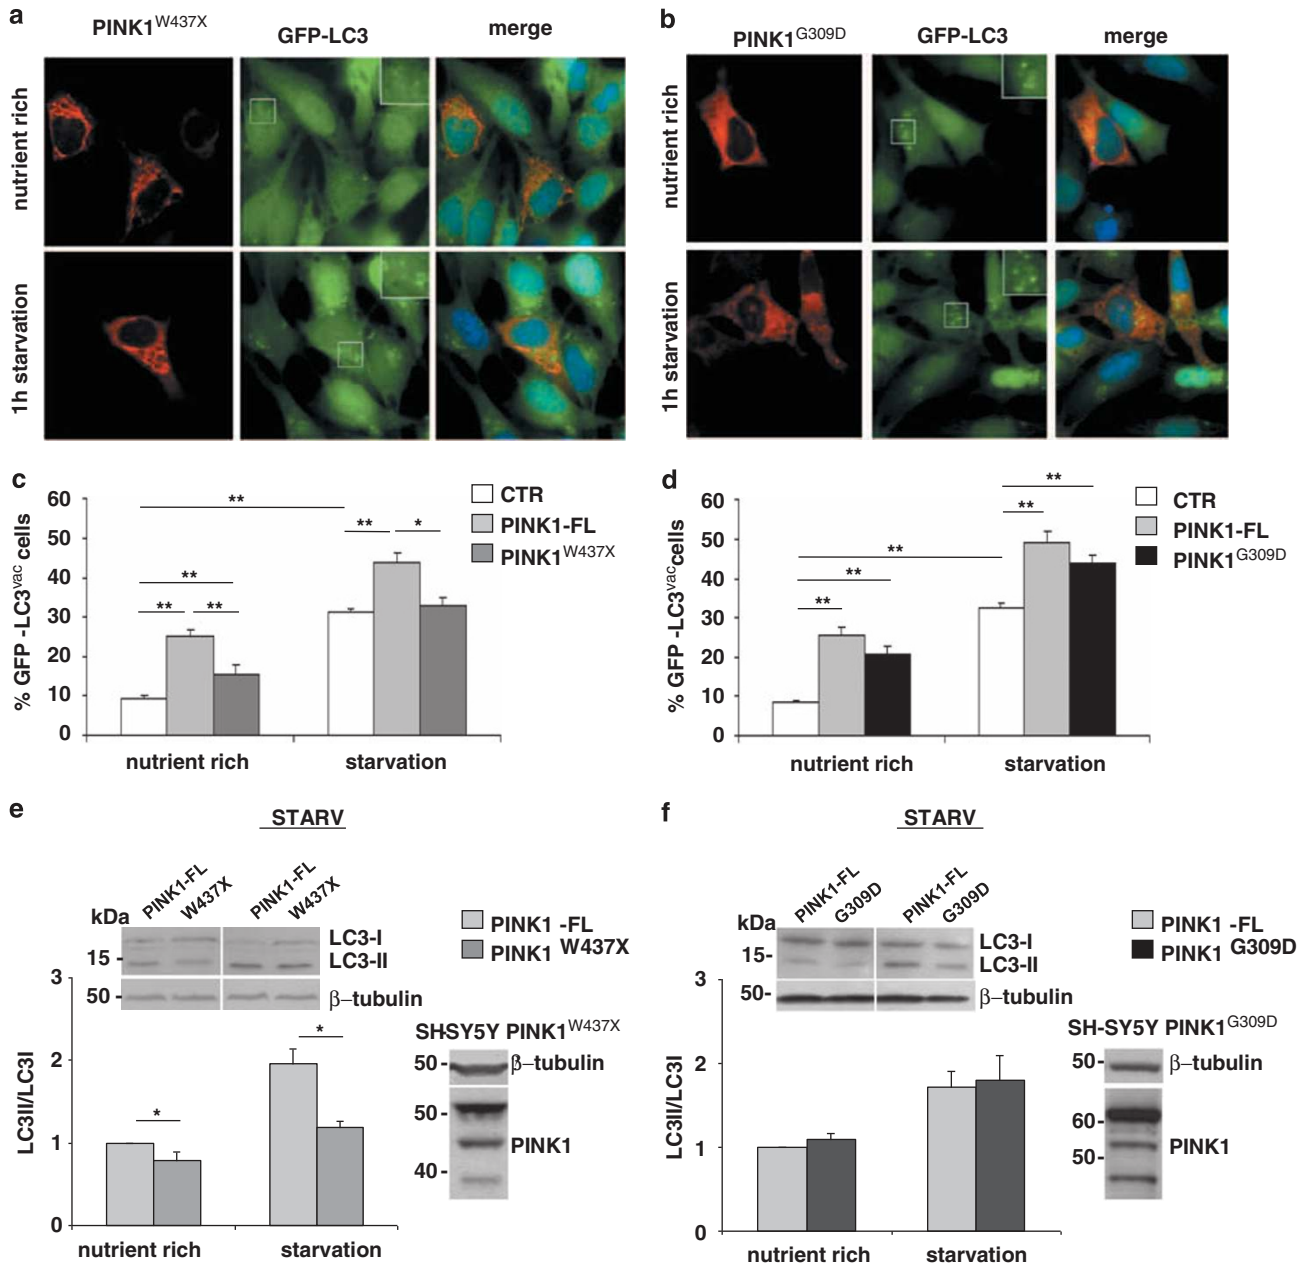 a
PINK1W437X
GFP-LC3
merge
nutrient rich
1h starvation
b
PINK1G309D
GFP-LC3
merge
nutrient rich
1h starvation
c
% GFP -LC3vac cells
60
50
40
30
20
10
0
**
**
**
**
**
*
nutrient rich
starvation
CTR
PINK1-FL
PINK1W437X
d
% GFP -LC3vac cells
60
50
40
30
20
10
0
**
**
**
**
**
nutrient rich
starvation
CTR
PINK1-FL
PINK1G309D
e
STARV
PINK1-FL
W437X
PINK1-FL
W437X
kDa
15
50
LC3-I
LC3-II
β–tubulin
PINK1 -FL
PINK1 W437X
LC3II/LC3I
3
2
1
0
*
*
nutrient rich
starvation
SH-SY5Y PINK1W437X
50
β–tubulin
50
PINK1
40
f
STARV
PINK1-FL
G309D
PINK1-FL
G309D
kDa
15-
50-
LC3-I
LC3-II
β–tubulin
PINK1 -FL
PINK1 G309D
LC3II/LC3I
3
2
1
0
nutrient rich
starvation
SH-SY5Y PINK1G309D
50-
β–tubulin
60-
PINK1
50-